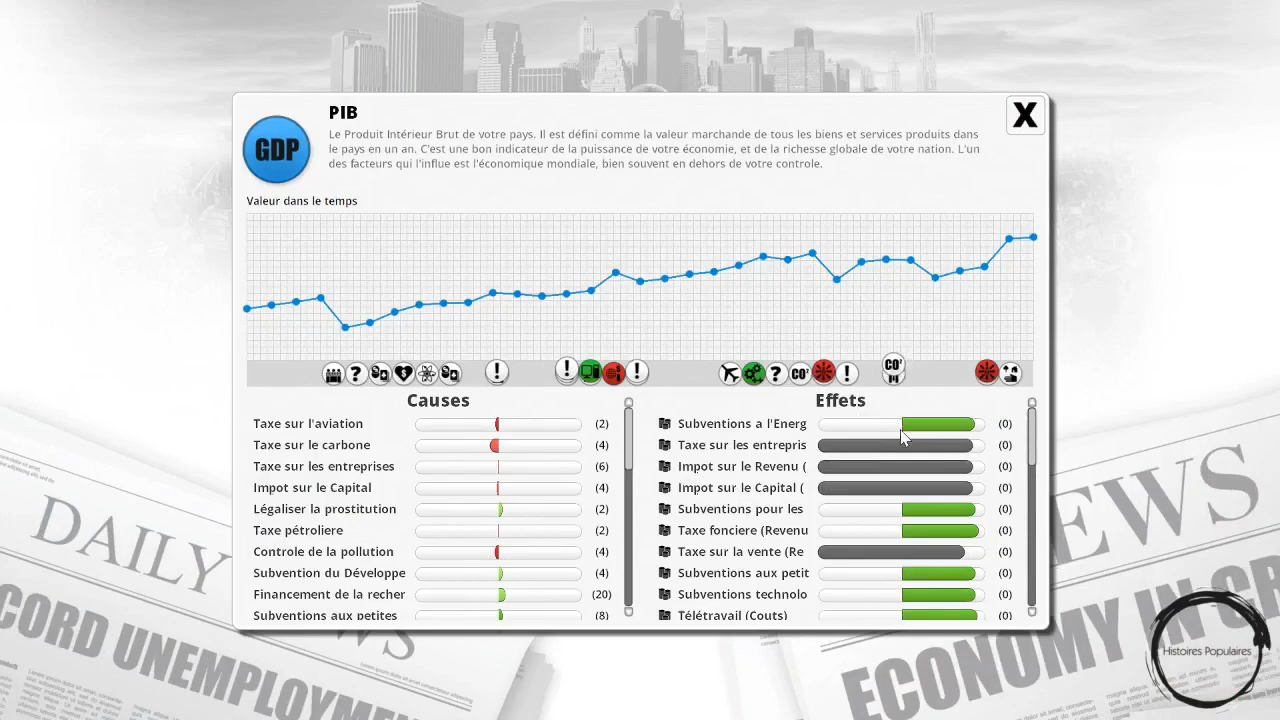 PIB
X
GDP
Le Produit Intérieur Brut de votre pays. Il est défini comme la valeur marchande de tous les biens et services produits dans
le pays en un an. C'est une bon indicateur de la puissance de votre économie, et de la richesse globale de votre nation. L'un
des facteurs qui l'influe est l'économique mondiale, bien souvent en dehors de votre controle.
Valeur dans le temps
! ! ! ! ? ? CO² CO²
Causes
Taxe sur l'aviation (2)
Taxe sur le carbone (4)
Taxe sur les entreprises (6)
Impot sur le Capital (4)
Légaliser la prostitution (2)
Taxe pétroliere (2)
Controle de la pollution (4)
Subvention du Développe (4)
Financement de la recher (20)
Subventions aux petites (8)
Effets
Subventions a l'Energ (0)
Taxe sur les entrepris (0)
Impot sur le Revenu ( (0)
Impot sur le Capital ( (0)
Subventions pour les (0)
Taxe fonciere (Revenu (0)
Taxe sur la vente (Re (0)
Subventions aux petit (0)
Subventions technolo (0)
Télétravail (Couts) (0)
DAILY NEWS
CORD UNEMPLOYME
EWS
ECONOMY IN CR
Histoires Populaires